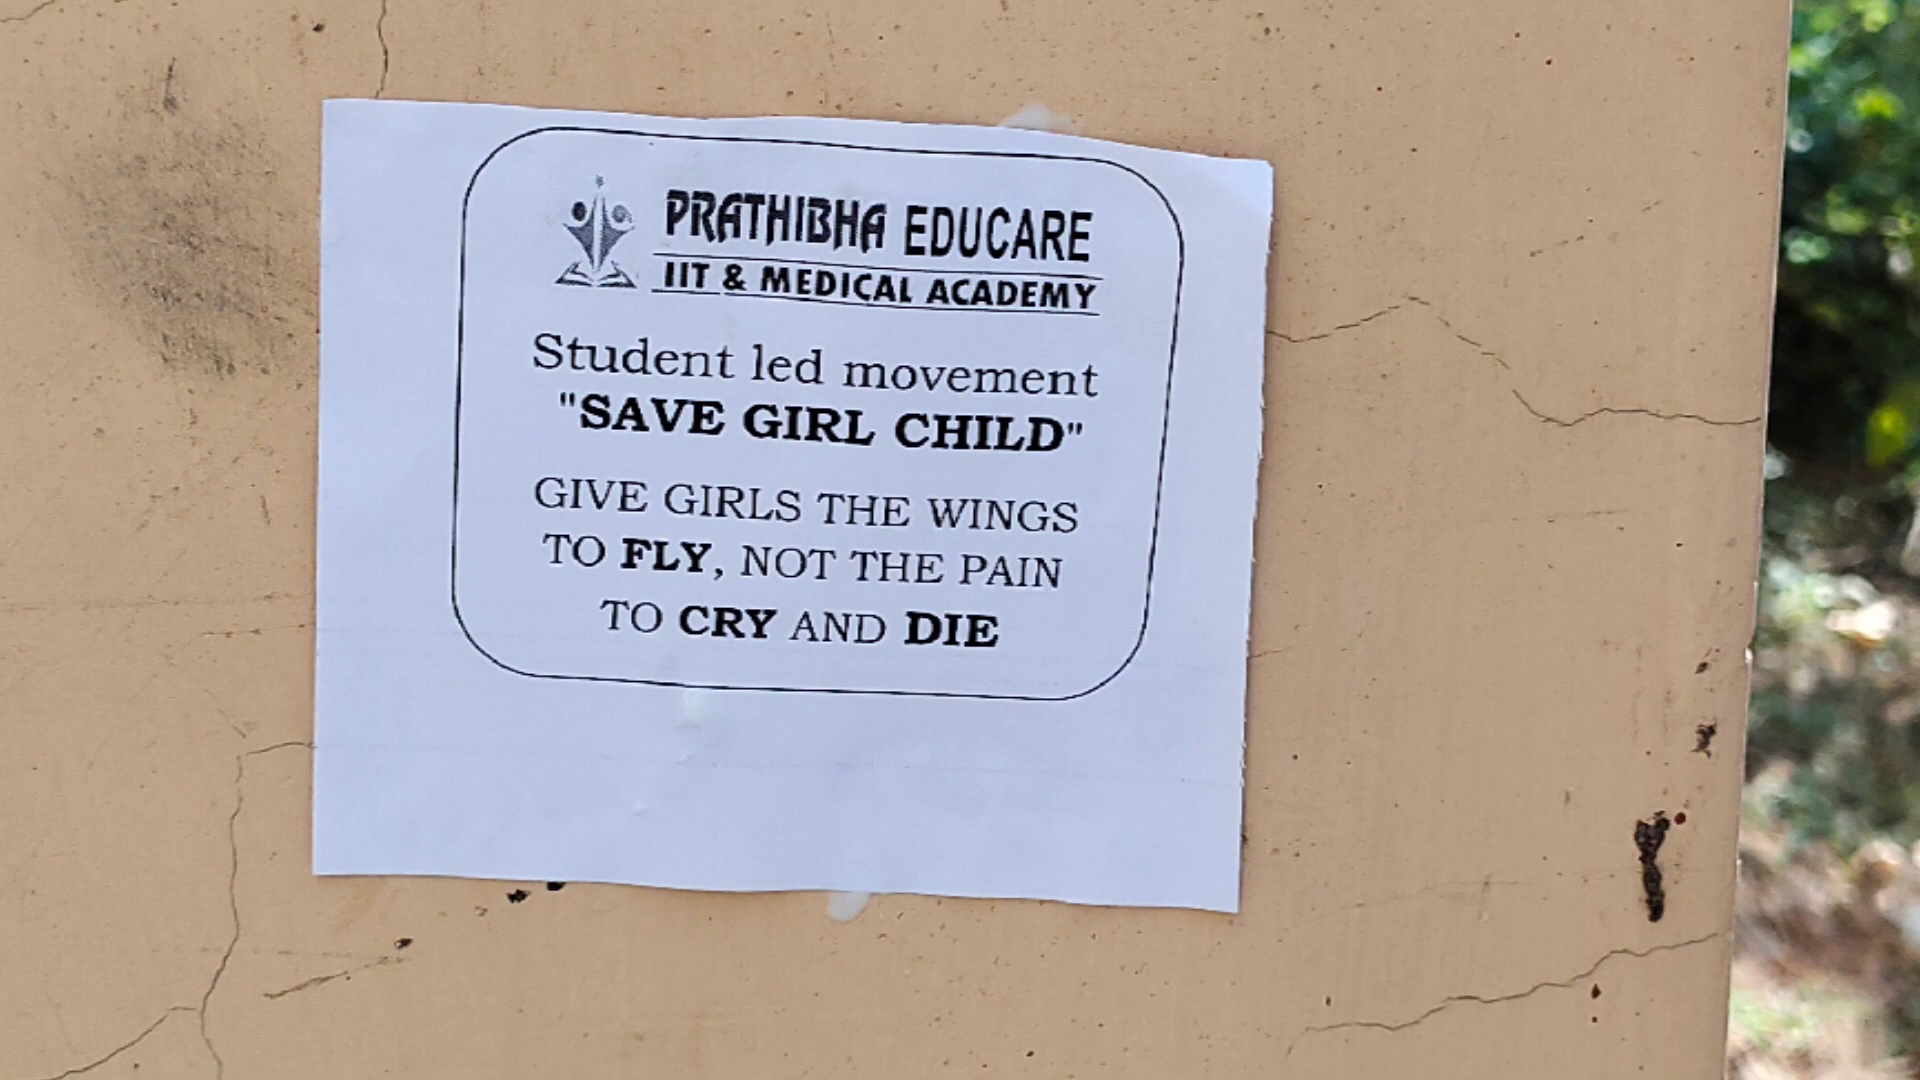 PRATHIBHA EDUCARE
IIT & MEDICAL ACADEMY
Student led movement
"SAVE GIRL CHILD"
GIVE GIRLS THE WINGS
TO FLY, NOT THE PAIN
TO CRY AND DIE